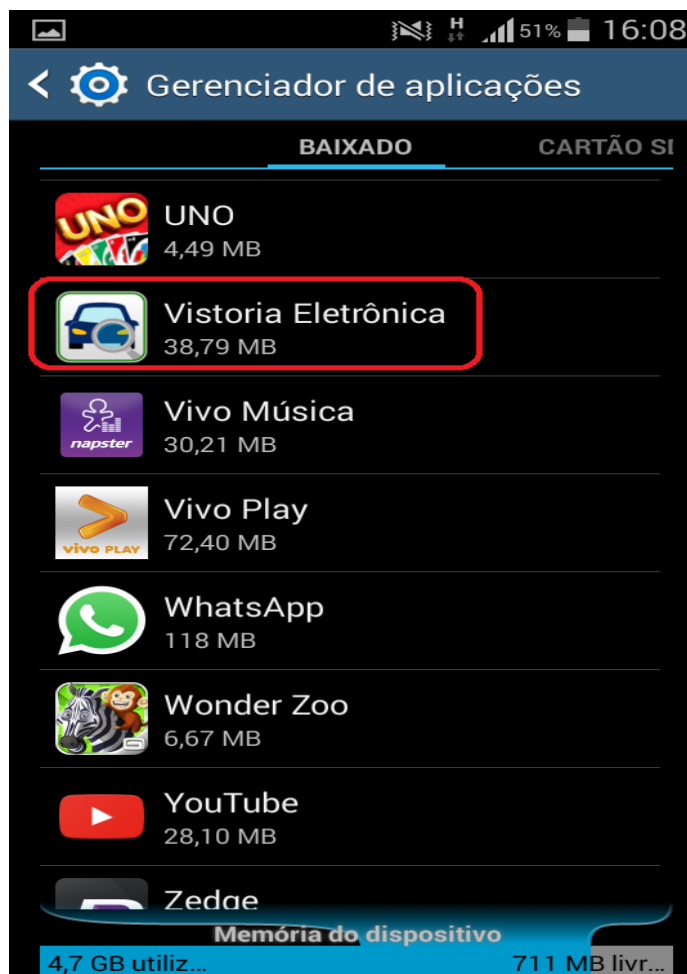 H
51% 16:08
Gerenciador de aplicações
BAIXADO CARTÃO SI
UNO
UNO
4,49 MB
Vistoria Eletrônica
38,79 MB
Vivo Música
napster
30,21 MB
Vivo Play
VIVO PLAY
72,40 MB
WhatsApp
118 MB
Wonder Zoo
6,67 MB
YouTube
28,10 MB
Zedge
Memória do dispositivo
4,7 GB utiliz... 711 MB livr...